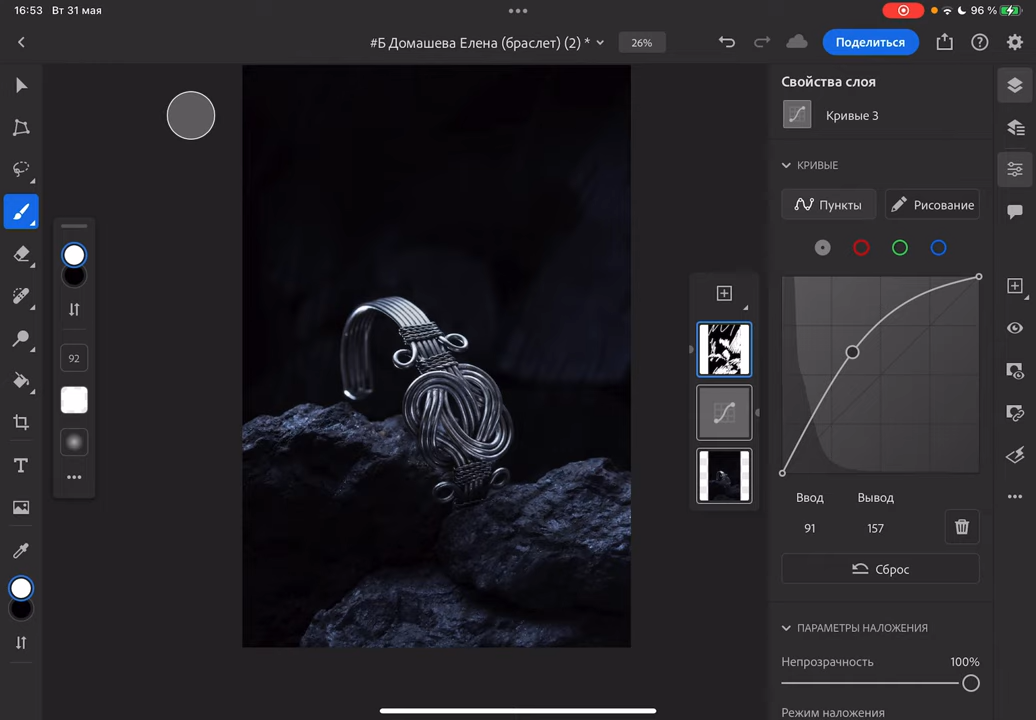 16:53 Вт 31 мая
96 %
#Б Домашева Елена (браслет) (2) *
26%
Поделиться
Свойства слоя
Кривые 3
КРИВЫЕ
Пункты
Рисование
92
Ввод
Вывод
91
157
Сброс
ПАРАМЕТРЫ НАЛОЖЕНИЯ
Непрозрачность
100%
Режим наложения